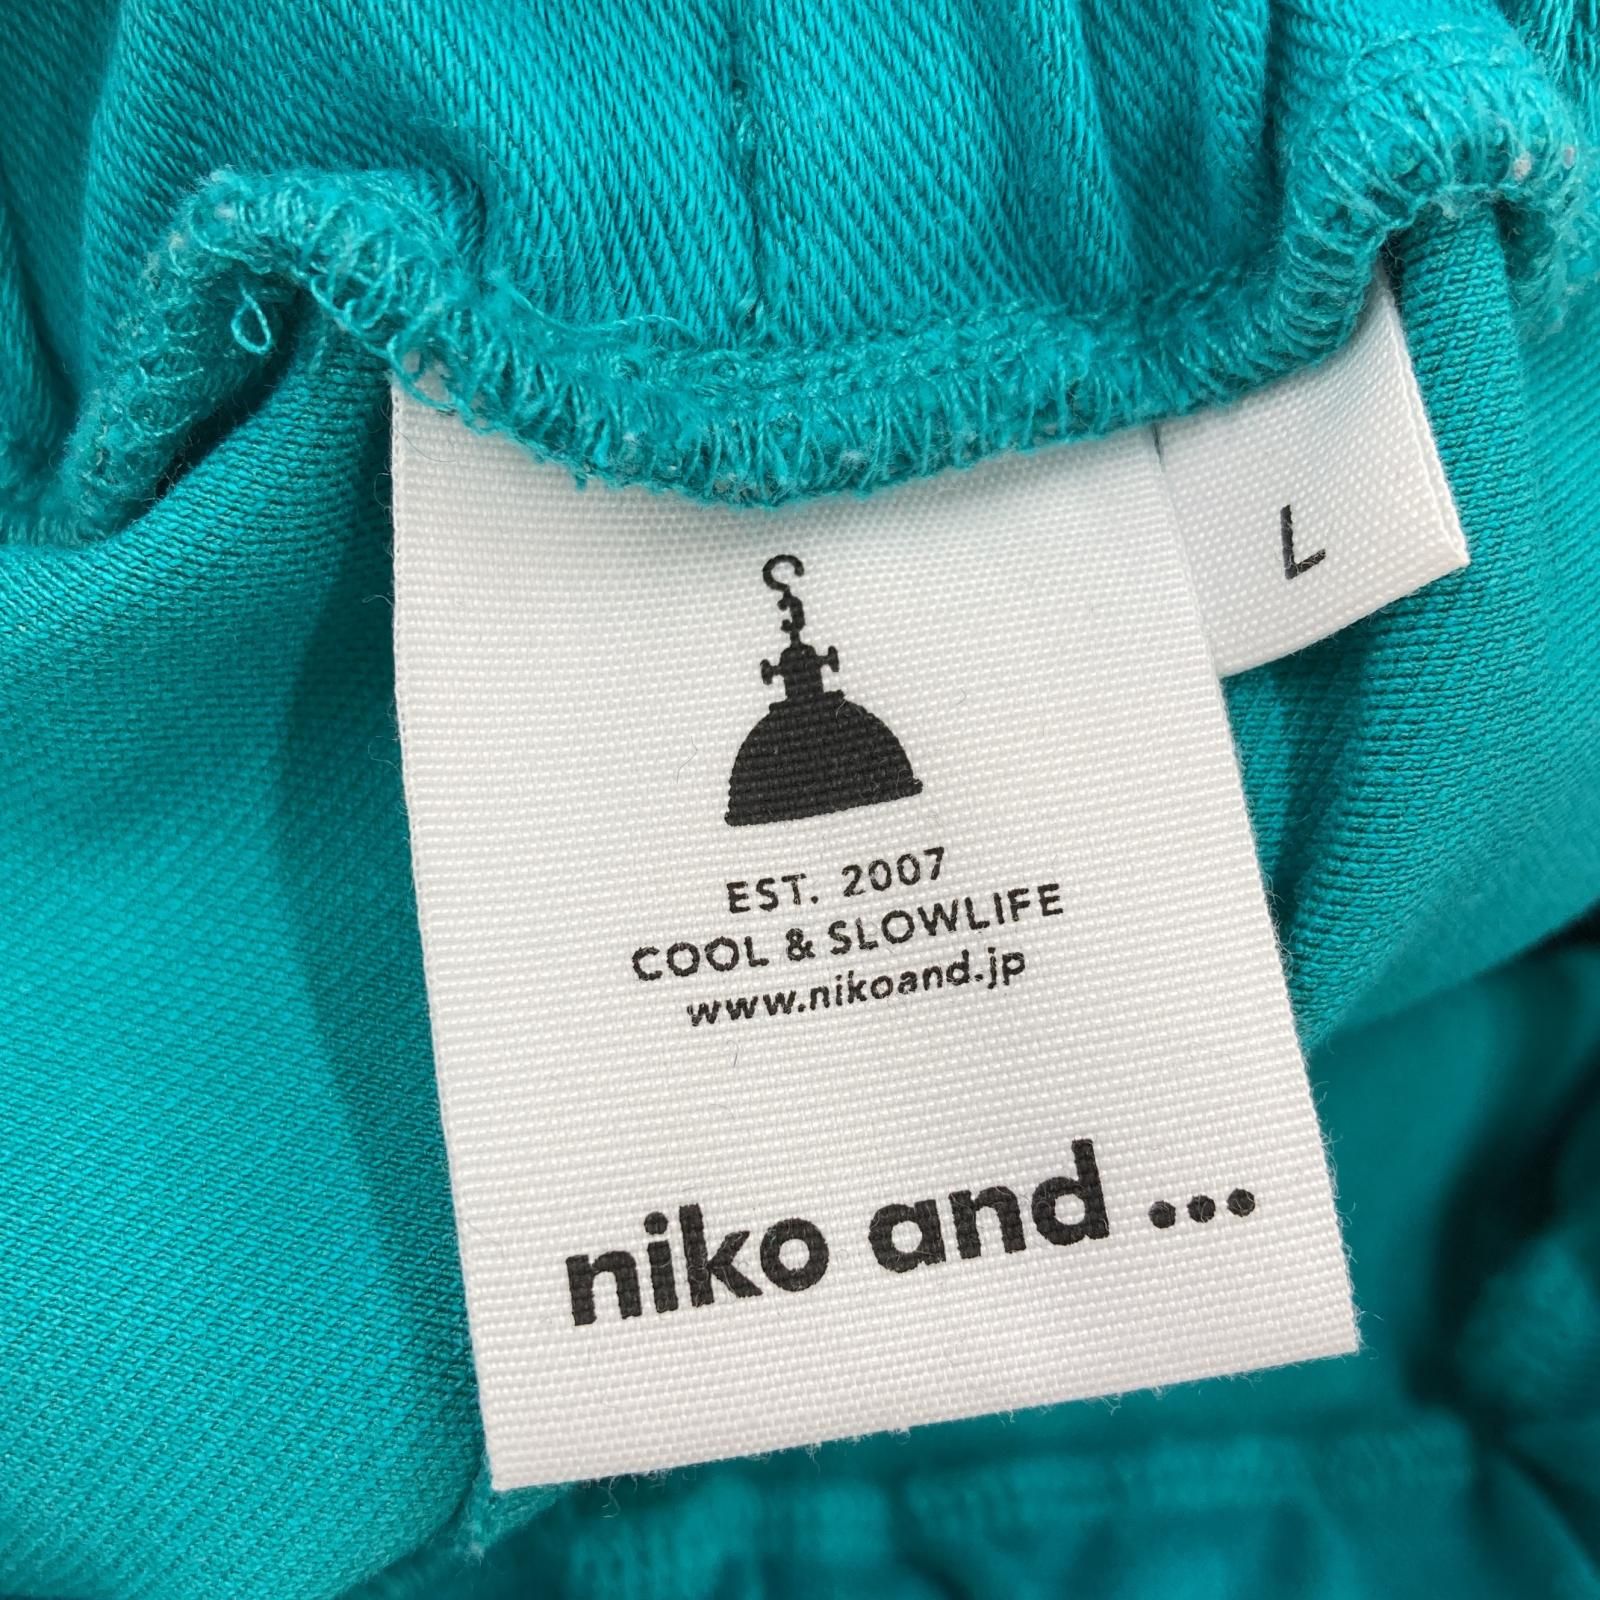 L
EST. 2007
COOL & SLOWLIFE
www.nikoand.jp
niko and ...